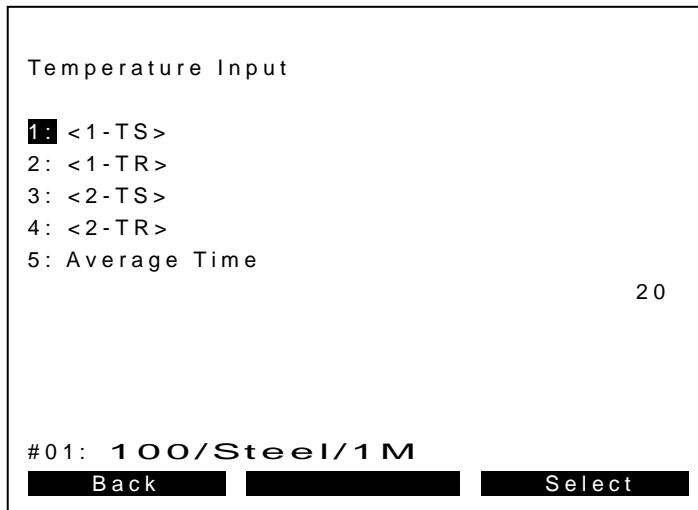 Temperature Input
1: <1-TS>
2: <1-TR>
3: <2-TS>
4: <2-TR>
5: Average Time
20
#01: 100/Steel/1M
Back Select